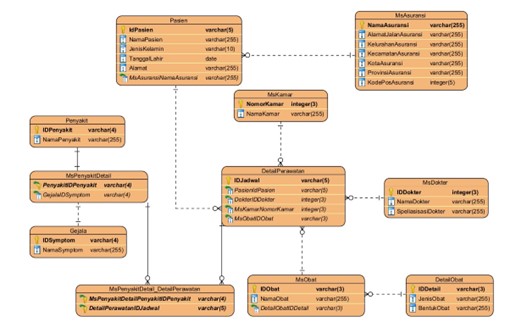 Pasien
IdPasien varchar(5)
NamaPasien varchar(255)
JenisKelamin varchar(10)
TanggalLahir date
Alamat varchar(255)
MsAsuransiNamaAsuransi varchar(255)
MsAsuransi
NamaAsuransi varchar(255)
AlamatJalanAsuransi varchar(255)
KelurahanAsuransi varchar(255)
KecamatanAsuransi varchar(255)
KotaAsuransi varchar(255)
ProvinsiAsuransi varchar(255)
KodePosAsuransi integer(5)
MsKamar
NomorKamar integer(3)
NamaKamar varchar(255)
Penyakit
IDPenyakit varchar(4)
NamaPenyakit varchar(255)
MsPenyakitDetail
PenyakitIDPenyakit varchar(4)
GejalaIDSymptom varchar(4)
DetailPerawatan
IDJadwal varchar(5)
PasienIdPasien varchar(5)
DokterIDDokter integer(3)
MsKamarNomorKamar integer(3)
MsObatIDObat varchar(3)
MsDokter
IDDokter integer(3)
NamaDokter varchar(255)
SpesiasisasiDokter varchar(255)
Gejala
IDSymptom varchar(4)
NamaSymptom varchar(255)
MsPenyakitDetail_DetailPerawatan
MsPenyakitDetailPenyakitIDPenyakit varchar(4)
DetailPerawatanIDJadwal varchar(5)
MsObat
IDObat varchar(3)
NamaObat varchar(255)
DetailObatIDDetail varchar(3)
DetailObat
IDDetail varchar(3)
JenisObat varchar(255)
BentukObat varchar(255)